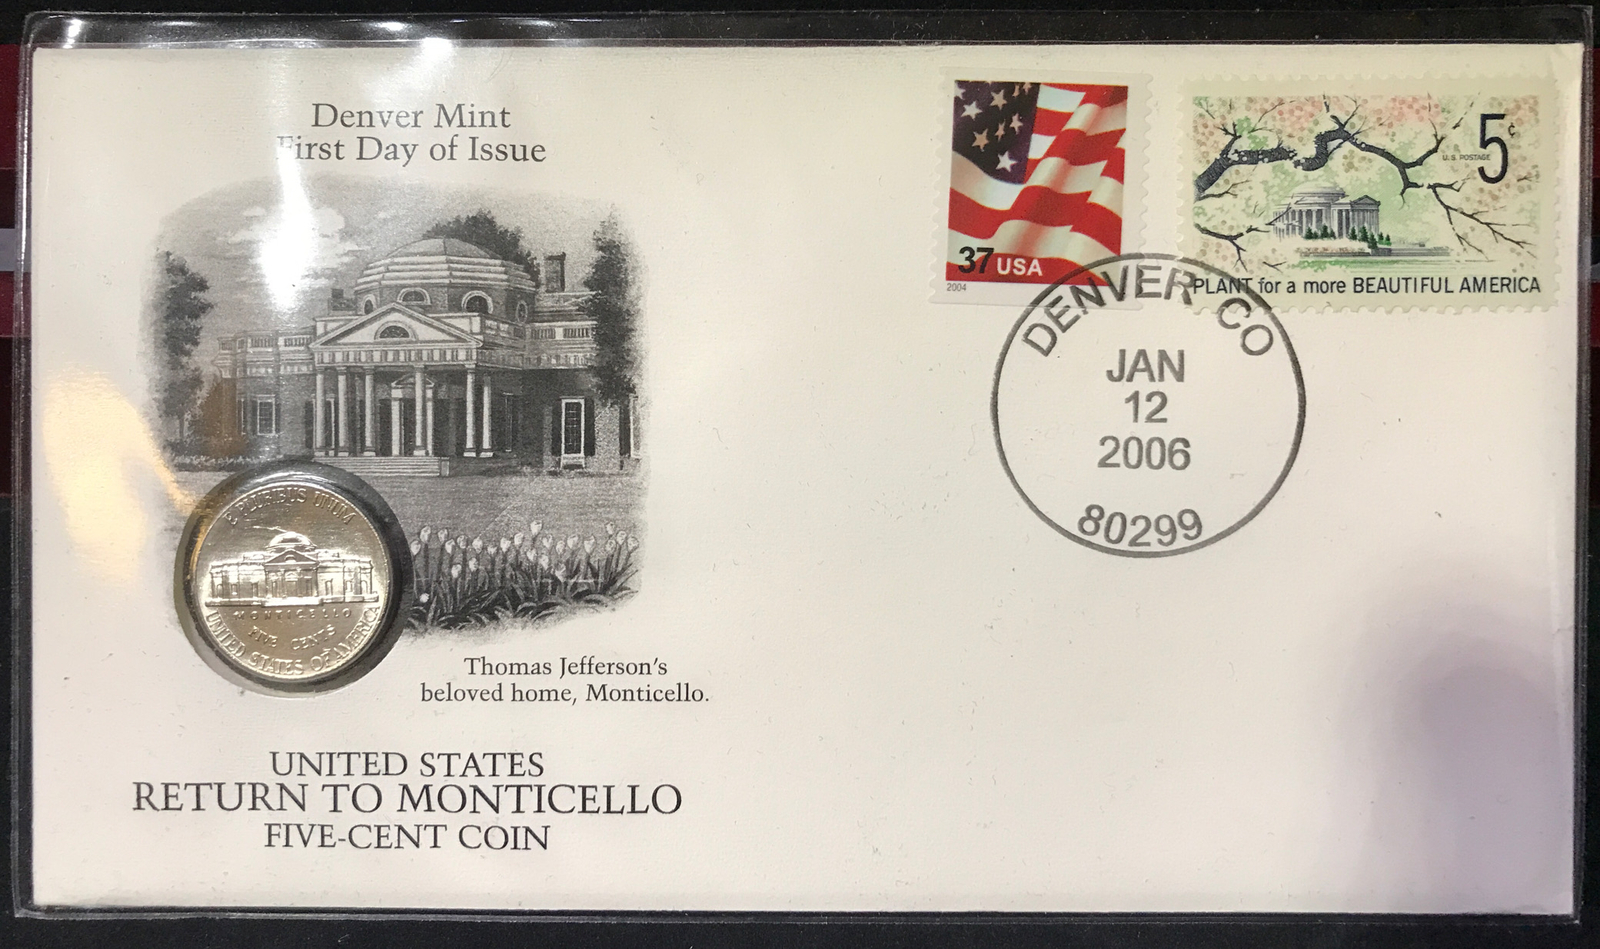 Denver Mint
First Day of Issue
37 USA
2004
5c
U.S. POSTAGE
PLANT for a more BEAUTIFUL AMERICA
DENVER CO
JAN
12
2006
80299
E PLURIBUS UNUM
MONTICELLO
FIVE CENTS
UNITED STATES OF AMERICA
Thomas Jefferson's
beloved home, Monticello.
UNITED STATES
RETURN TO MONTICELLO
FIVE-CENT COIN